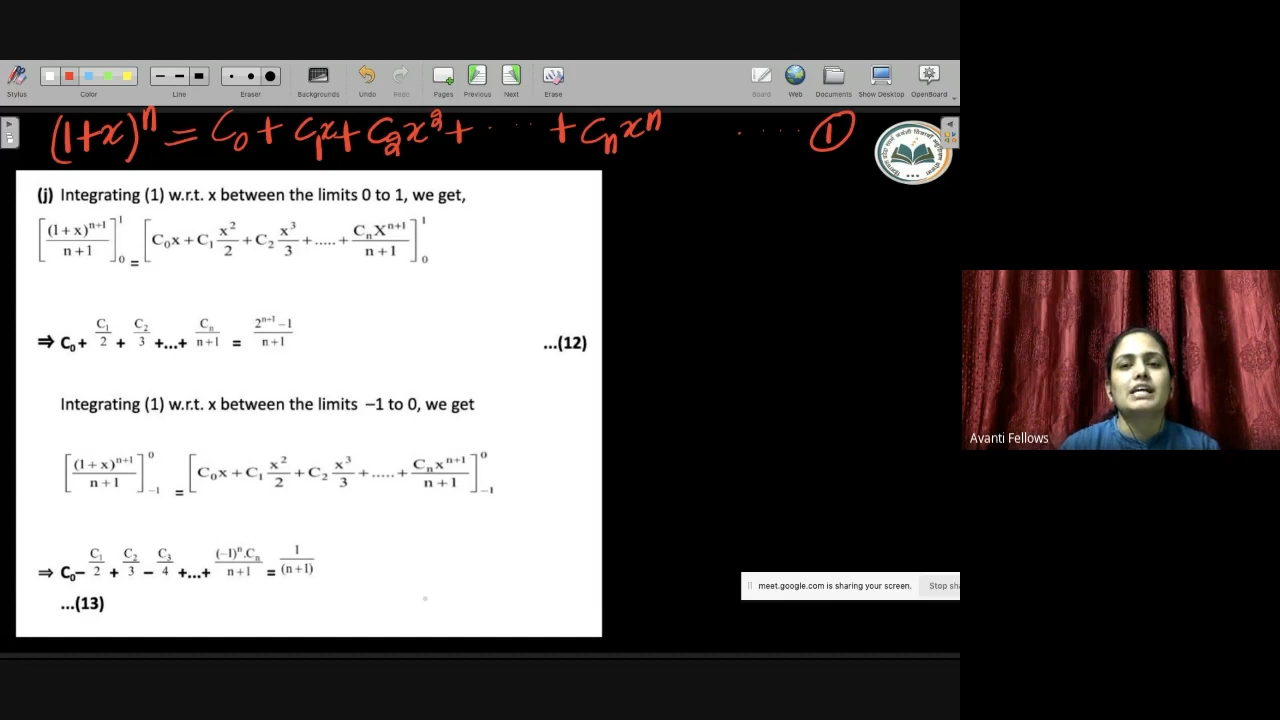 Stylus Color Line Eraser Backgrounds Undo Redo Pages Previous Next Erase Board Web Documents Show Desktop OpenBoard
(1+x)^n = C₀ + C₁x + C₂x² + ··· + Cₙxⁿ ····· ①
(j) Integrating (1) w.r.t. x between the limits 0 to 1, we get,
[(1+x)^{n+1}/(n+1)]₀¹ = [C₀x + C₁ x²/2 + C₂ x³/3 + ..... + CₙX^{n+1}/(n+1)]₀¹
⇒ C₀ + C₁/2 + C₂/3 +...+ Cₙ/(n+1) = (2^{n+1} − 1)/(n+1) ...(12)
Integrating (1) w.r.t. x between the limits −1 to 0, we get
[(1+x)^{n+1}/(n+1)]₋₁⁰ = [C₀x + C₁ x²/2 + C₂ x³/3 + ..... + Cₙx^{n+1}/(n+1)]₋₁⁰
⇒ C₀ − C₁/2 + C₂/3 − C₃/4 +...+ (−1)ⁿ.Cₙ/(n+1) = 1/(n+1)
...(13)
meet.google.com is sharing your screen. Stop sha
Avanti Fellows